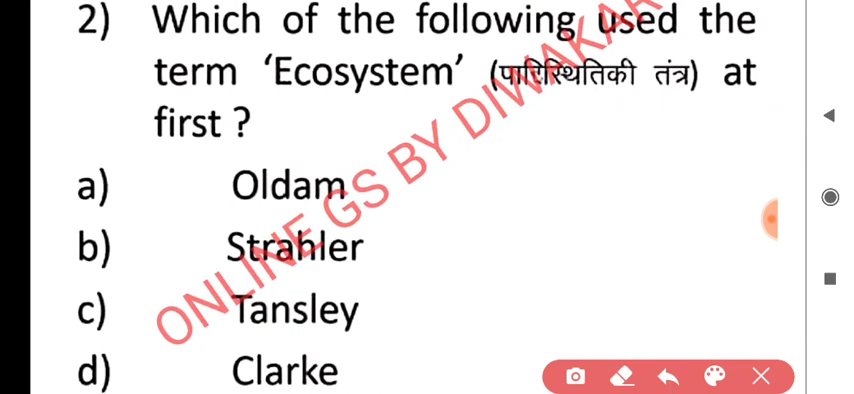 2) Which of the following used the
term ‘Ecosystem’ (पारिस्थितिकी तंत्र) at
first ?
a) Oldam
b) Strahler
c) Tansley
d) Clarke
ONLINE GS BY DIWAKAR